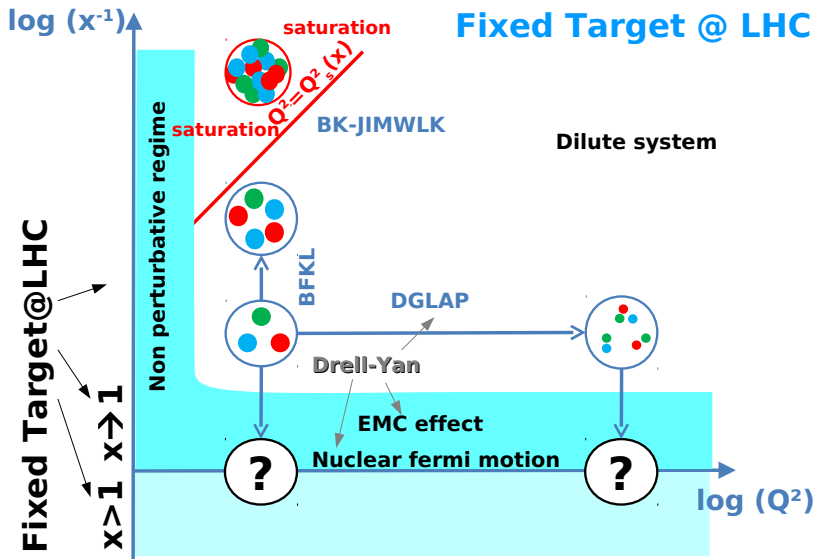 log (x⁻¹)
Fixed Target @ LHC
saturation
Q²=Q²ₛ(x)
saturation
BK-JIMWLK
Dilute system
Non perturbative regime
Fixed Target@LHC
BFKL
DGLAP
Drell-Yan
x→1
EMC effect
Nuclear fermi motion
?
?
x>1
log (Q²)